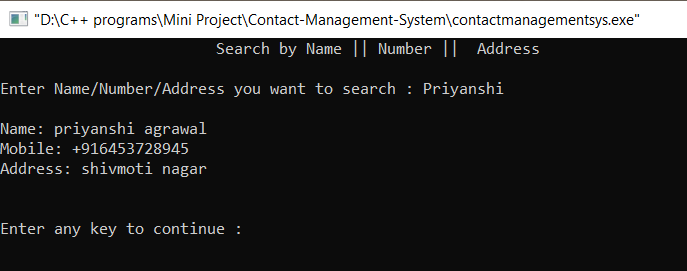 "D:\C++ programs\Mini Project\Contact-Management-System\contactmanagementsys.exe"
Search by Name || Number || Address
Enter Name/Number/Address you want to search : Priyanshi
Name: priyanshi agrawal
Mobile: +916453728945
Address: shivmoti nagar
Enter any key to continue :